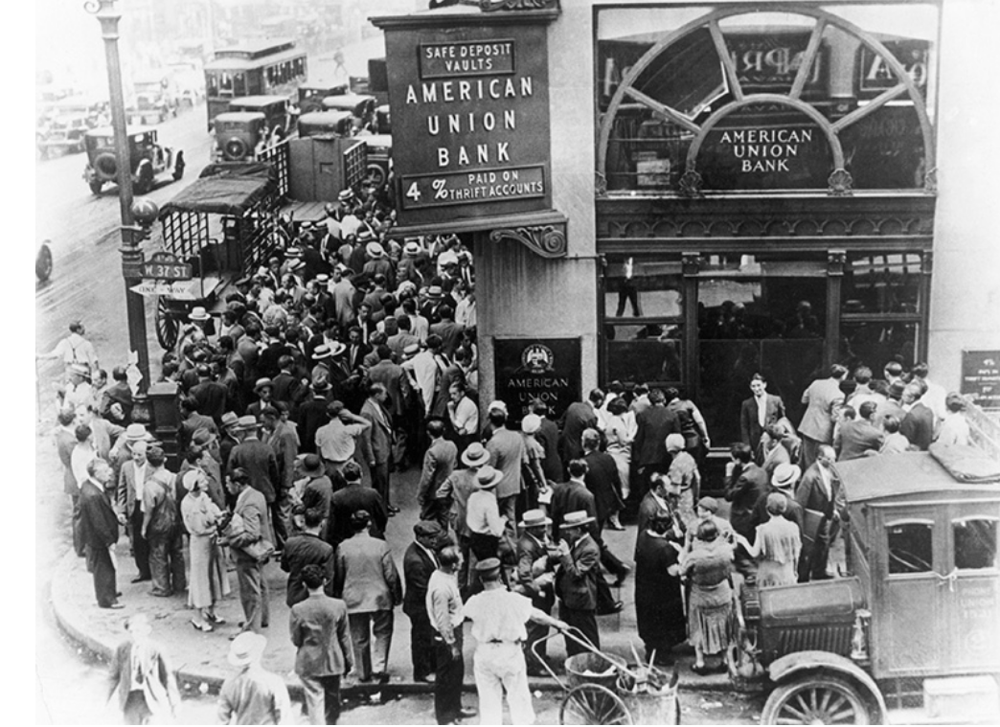 SAFE DEPOSIT
VAULTS
AMERICAN
UNION
BANK
4% PAID ON
THRIFT ACCOUNTS
AMERICAN
UNION
BANK
W. 37 ST.
ONE-WAY
AMERICAN
UNION
4%